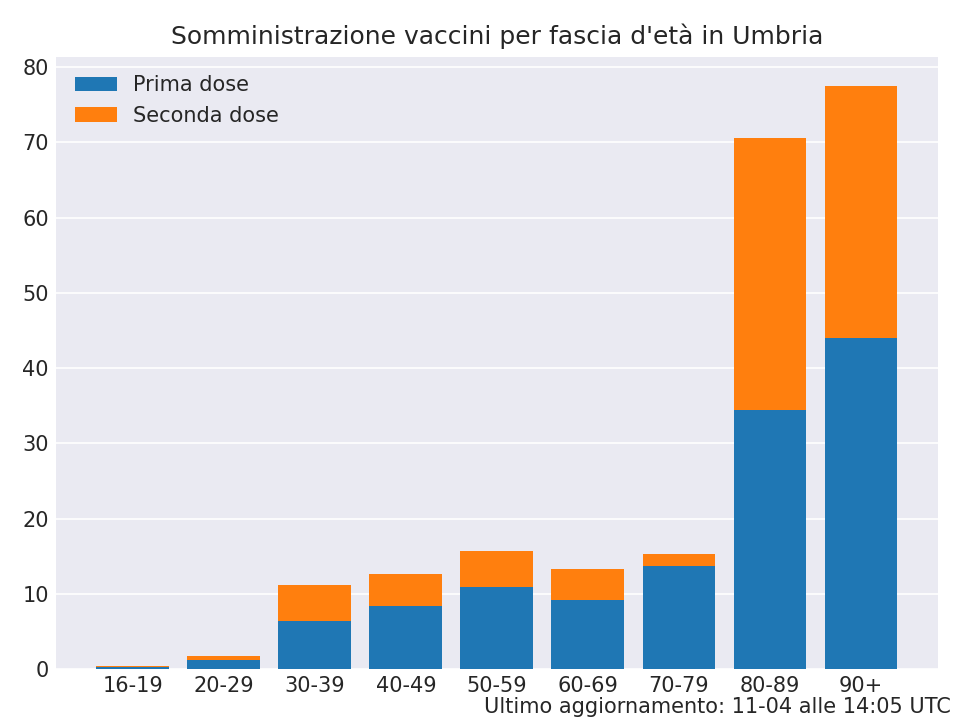 Somministrazione vaccini per fascia d'età in Umbria
Prima dose
Seconda dose
80
70
60
50
40
30
20
10
0
16-19 20-29 30-39 40-49 50-59 60-69 70-79 80-89 90+
Ultimo aggiornamento: 11-04 alle 14:05 UTC